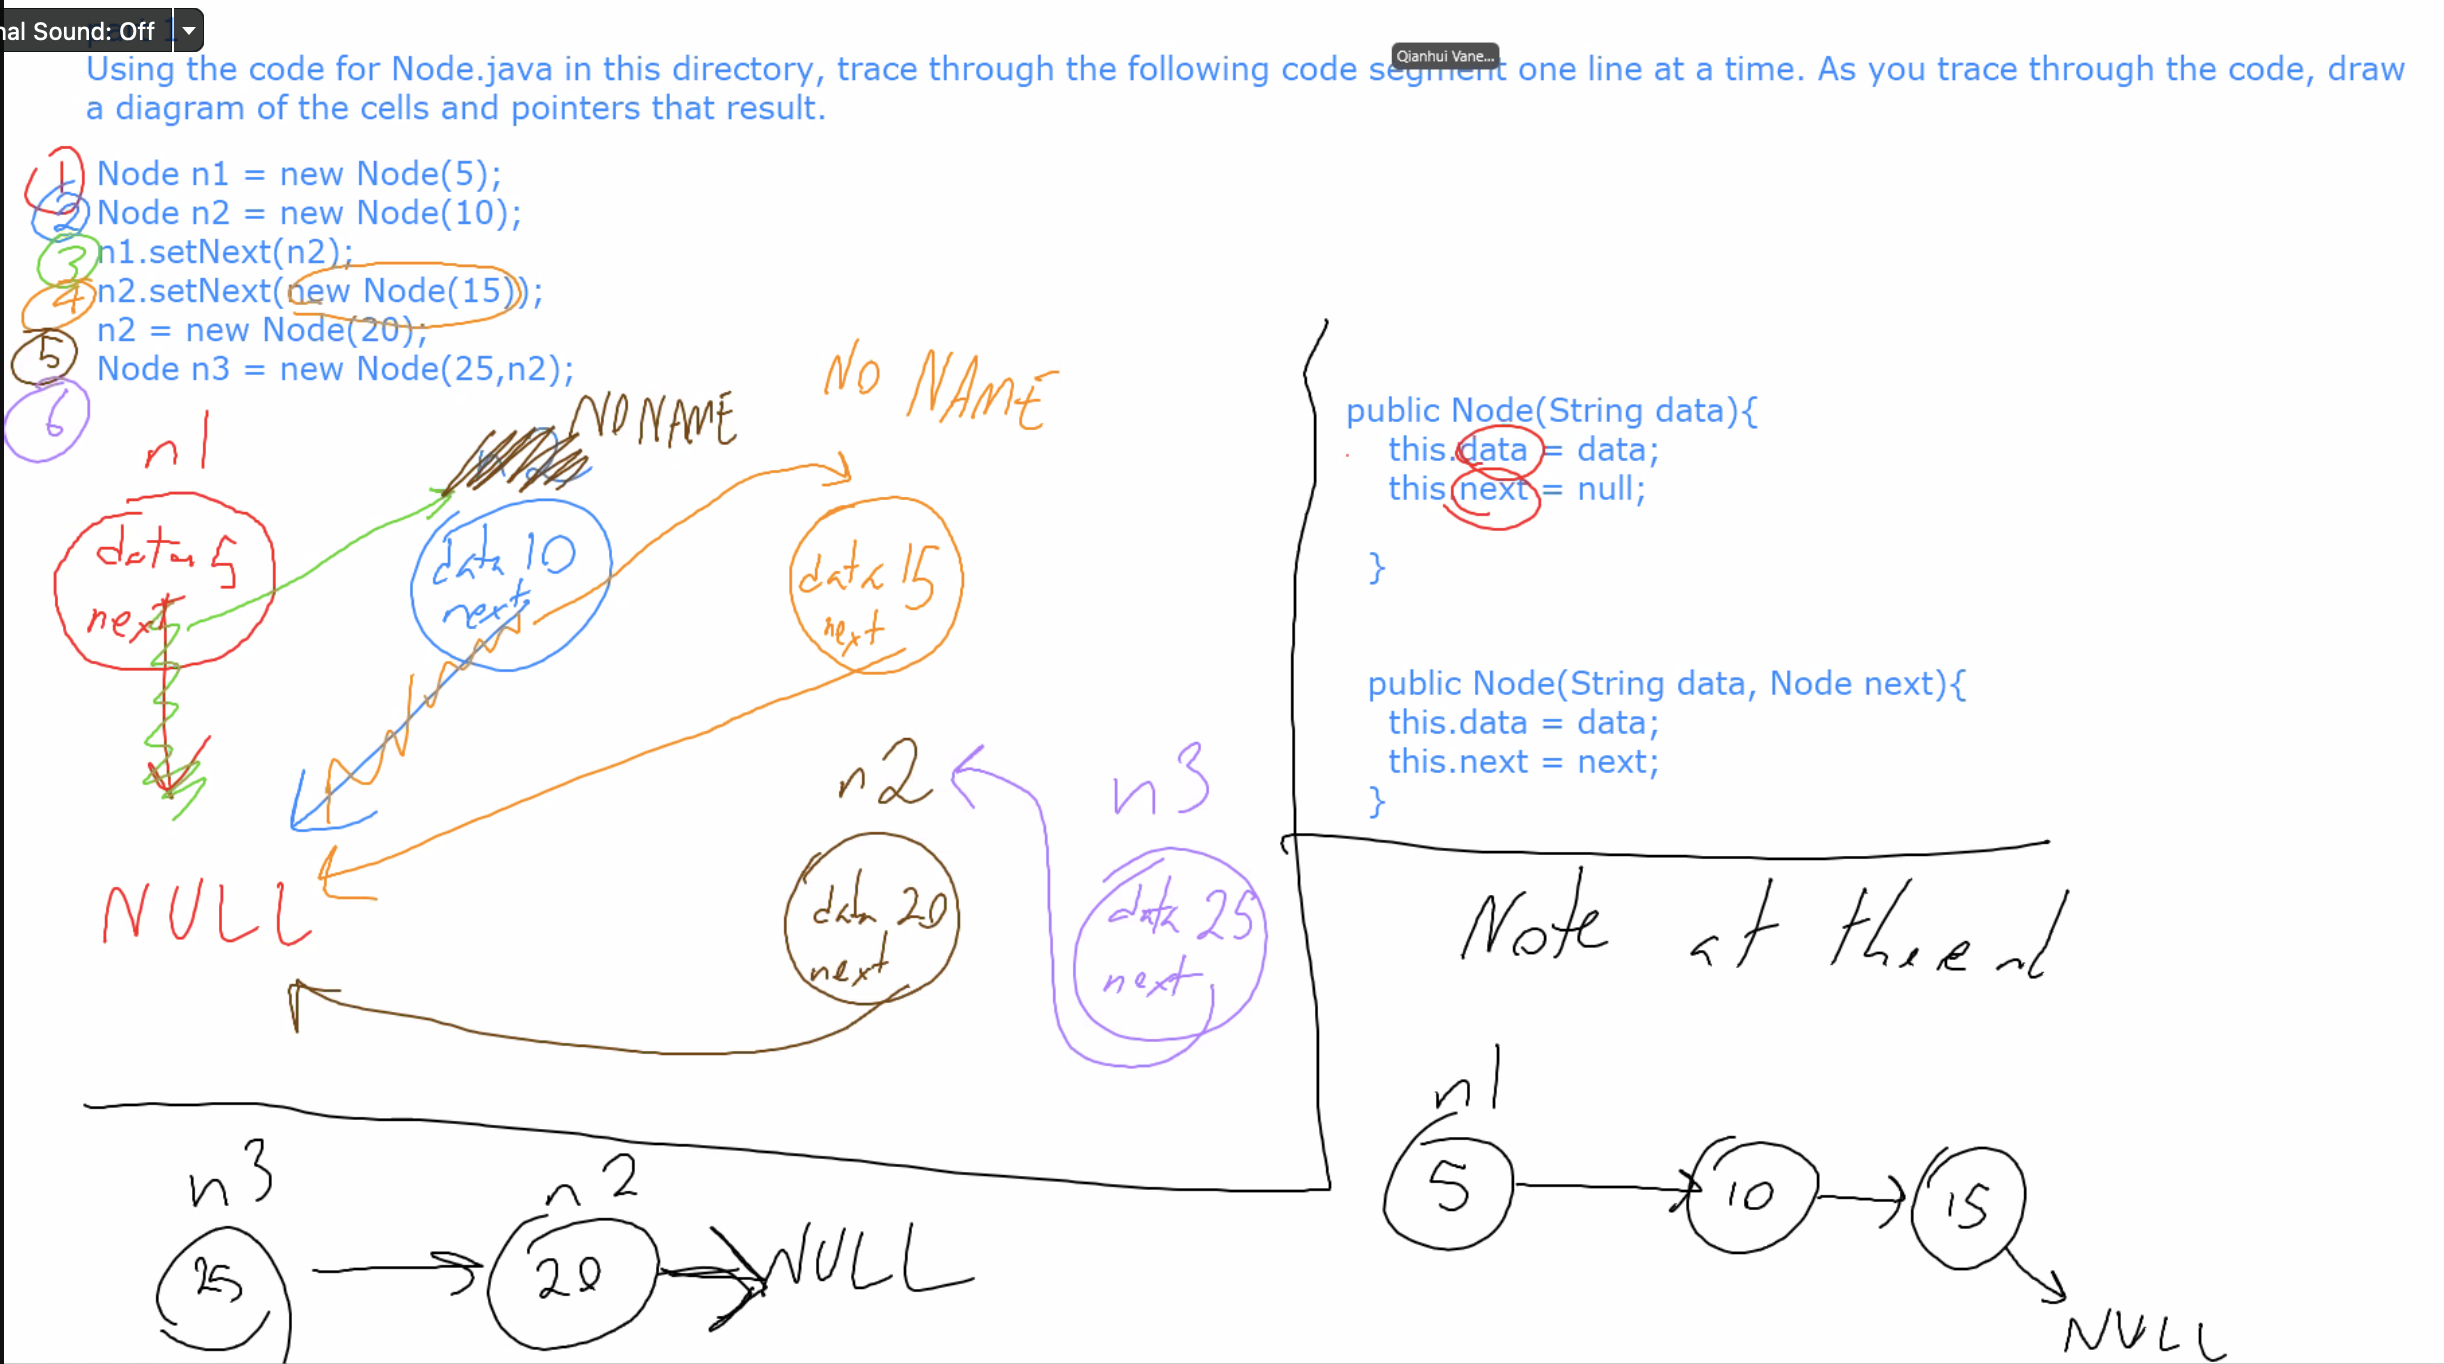 nal Sound: Off
Qianhui Vane...
Using the code for Node.java in this directory, trace through the following code segment one line at a time. As you trace through the code, draw
a diagram of the cells and pointers that result.
1 Node n1 = new Node(5);
2 Node n2 = new Node(10);
3 n1.setNext(n2);
4 n2.setNext(new Node(15));
5 n2 = new Node(20);
6 Node n3 = new Node(25,n2);
n1
NO NAME
NO NAME
data 5
next
data 10
next
data 15
next
NULL
n2
data 20
next
n3
data 25
next
n3
25
n2
20
NULL
public Node(String data){
this.data = data;
this.next = null;
}
public Node(String data, Node next){
this.data = data;
this.next = next;
}
Note at the end
n1
5
10
15
NULL